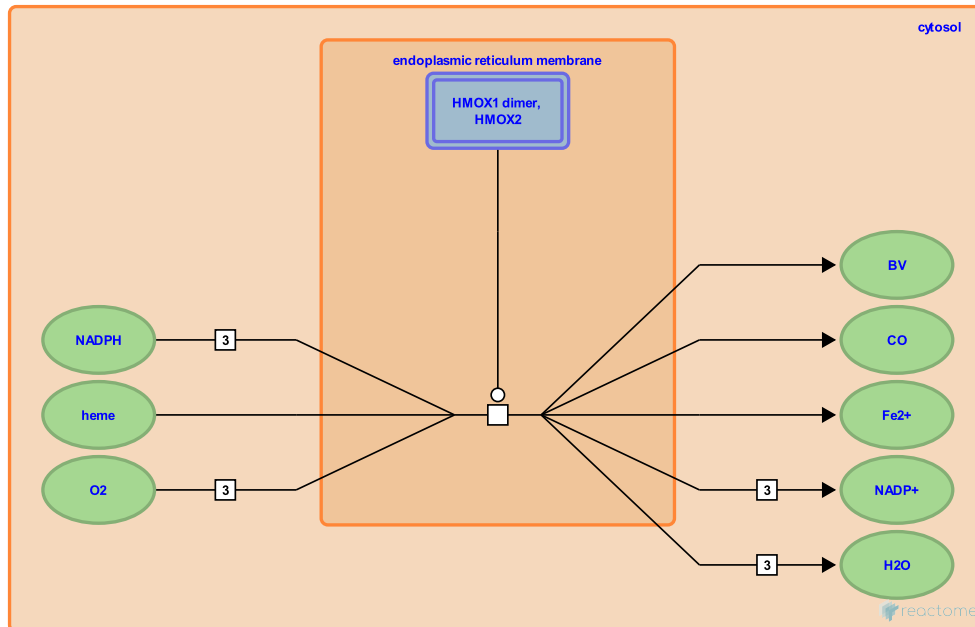 cytosol
endoplasmic reticulum membrane
HMOX1 dimer,
HMOX2
BV
NADPH
3
CO
heme
Fe2+
O2
3
3
NADP+
3
H2O
reactome